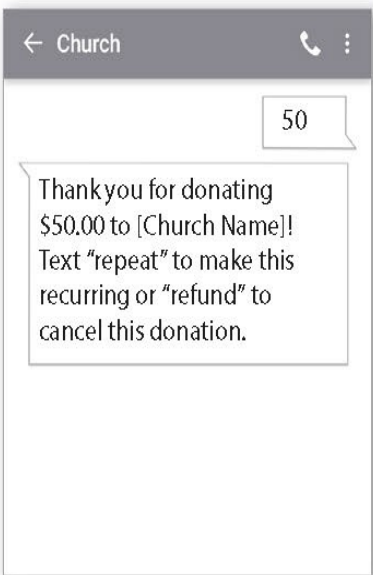 Church
50
Thank you for donating
$50.00 to [Church Name]!
Text “repeat” to make this
recurring or “refund” to
cancel this donation.